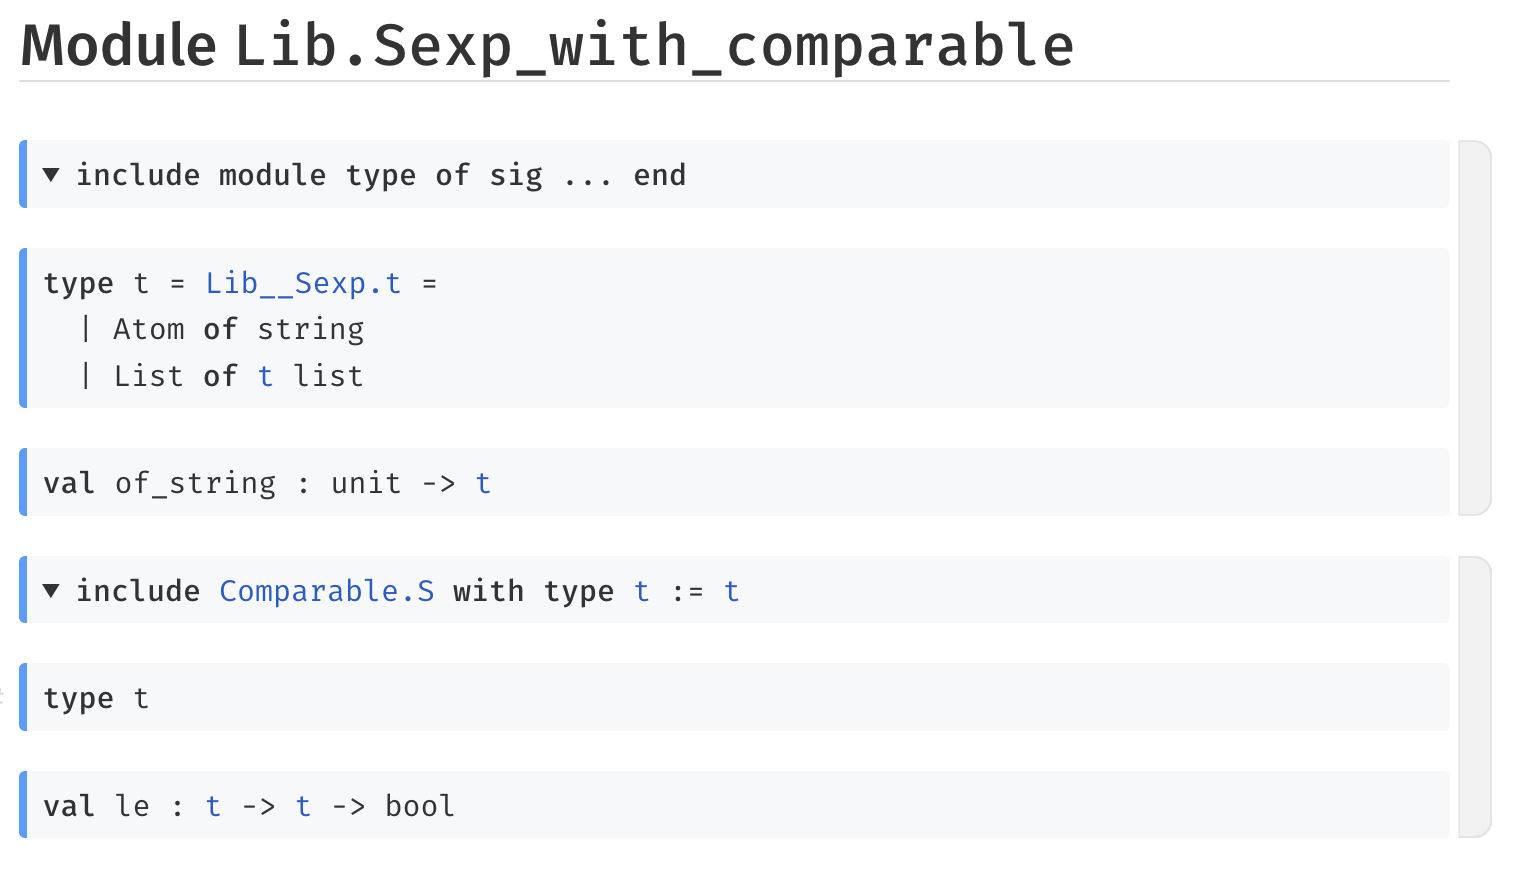 Module Lib.Sexp_with_comparable
▼ include module type of sig ... end
type t = Lib__Sexp.t =
| Atom of string
| List of t list
val of_string : unit -> t
▼ include Comparable.S with type t := t
type t
val le : t -> t -> bool